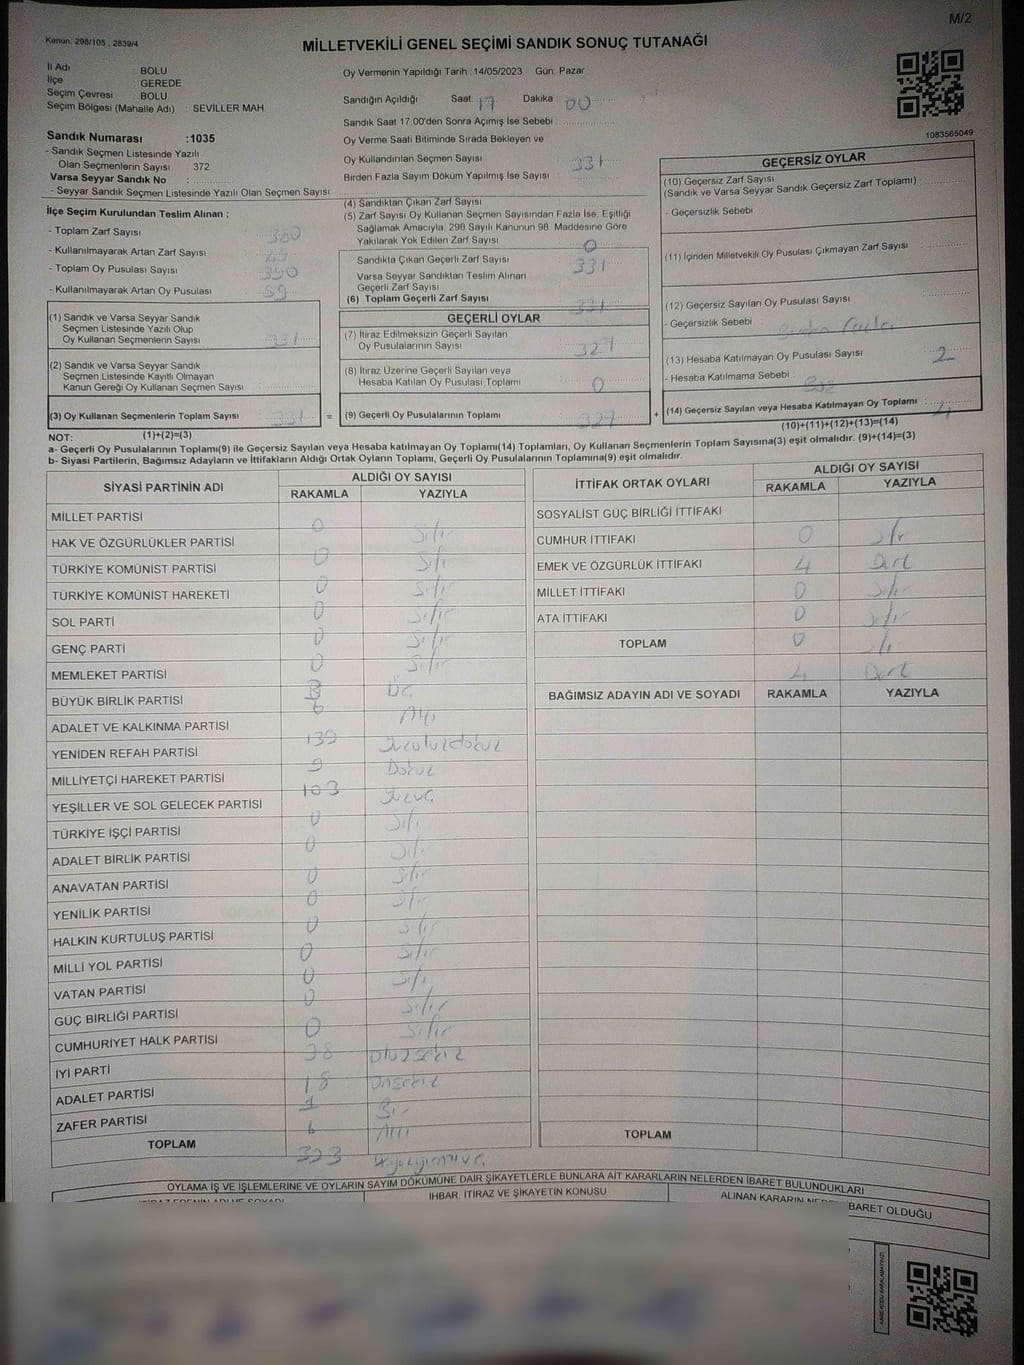 M/2
Kanun: 298/105 , 2839/4
MİLLETVEKİLİ GENEL SEÇİMİ SANDIK SONUÇ TUTANAĞI
İl Adı : BOLU
İlçe : GEREDE
Seçim Çevresi : BOLU
Seçim Bölgesi (Mahalle Adı) : SEVİLLER MAH
Sandık Numarası :1035
- Sandık Seçmen Listesinde Yazılı
Olan Seçmenlerin Sayısı : 372
Varsa Seyyar Sandık No :
- Seyyar Sandık Seçmen Listesinde Yazılı Olan Seçmen Sayısı
Oy Vermenin Yapıldığı Tarih :14/05/2023 Gün: Pazar
Sandığın Açıldığı Saat: 17 Dakika 00
Sandık Saat 17.00'den Sonra Açımış İse Sebebi :
Oy Verme Saati Bitiminde Sırada Bekleyen ve
Oy Kullandırılan Seçmen Sayısı 331
Birden Fazla Sayım Döküm Yapılmış İse Sayısı
1083565049
İlçe Seçim Kurulundan Teslim Alınan ;
- Toplam Zarf Sayısı 380
- Kullanılmayarak Artan Zarf Sayısı
- Toplam Oy Pusulası Sayısı 390
- Kullanılmayarak Artan Oy Pusulası 59
(1) Sandık ve Varsa Seyyar Sandık
Seçmen Listesinde Yazılı Olup
Oy Kullanan Seçmenlerin Sayısı 331
(2) Sandık ve Varsa Seyyar Sandık
Seçmen Listesinde Kayıtlı Olmayan
Kanun Gereği Oy Kullanan Seçmen Sayısı
(3) Oy Kullanan Seçmenlerin Toplam Sayısı 331 =
(1)+(2)=(3)
(4) Sandıktan Çıkan Zarf Sayısı
(5) Zarf Sayısı Oy Kullanan Seçmen Sayısından Fazla İse, Eşitliği
Sağlamak Amacıyla, 298 Sayılı Kanunun 98. Maddesine Göre
Yakılarak Yok Edilen Zarf Sayısı 0
Sandıkta Çıkan Geçerli Zarf Sayısı 331
Varsa Seyyar Sandıktan Teslim Alınan
Geçerli Zarf Sayısı
(6) Toplam Geçerli Zarf Sayısı 331
GEÇERLİ OYLAR
(7) İtiraz Edilmeksizin Geçerli Sayılan
Oy Pusulalarının Sayısı 327
(8) İtiraz Üzerine Geçerli Sayılan veya
Hesaba Katılan Oy Pusulası Toplamı 0
(9) Geçerli Oy Pusulalarının Toplamı 327 +
GEÇERSİZ OYLAR
(10) Geçersiz Zarf Sayısı
(Sandık ve Varsa Seyyar Sandık Geçersiz Zarf Toplamı)
- Geçersizlik Sebebi
(11) İçinden Milletvekili Oy Pusulası Çıkmayan Zarf Sayısı
(12) Geçersiz Sayılan Oy Pusulası Sayısı
- Geçersizlik Sebebi : Birden Fazla
(13) Hesaba Katılmayan Oy Pusulası Sayısı 2
- Hesaba Katılmama Sebebi : Boş
(14) Geçersiz Sayılan veya Hesaba Katılmayan Oy Toplamı : 4
(10)+(11)+(12)+(13)=(14)
NOT:
a- Geçerli Oy Pusulalarının Toplamı(9) ile Geçersiz Sayılan veya Hesaba katılmayan Oy Toplamı(14) Toplamları, Oy Kullanan Seçmenlerin Toplam Sayısına(3) eşit olmalıdır. (9)+(14)=(3)
b- Siyasi Partilerin, Bağımsız Adayların ve İttifakların Aldığı Ortak Oyların Toplamı, Geçerli Oy Pusulalarının Toplamına(9) eşit olmalıdır.
SİYASİ PARTİNİN ADI ALDIĞI OY SAYISI
RAKAMLA YAZIYLA
MİLLET PARTİSİ 0 Sıfır
HAK VE ÖZGÜRLÜKLER PARTİSİ 0 Sıfır
TÜRKİYE KOMÜNİST PARTİSİ 0 Sıfır
TÜRKİYE KOMÜNİST HAREKETİ 0 Sıfır
SOL PARTİ 0 Sıfır
GENÇ PARTİ 0 Sıfır
MEMLEKET PARTİSİ 3 Üç
BÜYÜK BİRLİK PARTİSİ 6 Altı
ADALET VE KALKINMA PARTİSİ 139 Yüzotuzdokuz
YENİDEN REFAH PARTİSİ 9 Dokuz
MİLLİYETÇİ HAREKET PARTİSİ 103 Yüzüç
YEŞİLLER VE SOL GELECEK PARTİSİ 0 Sıfır
TÜRKİYE İŞÇİ PARTİSİ 0 Sıfır
ADALET BİRLİK PARTİSİ 0 Sıfır
ANAVATAN PARTİSİ 0 Sıfır
YENİLİK PARTİSİ 0 Sıfır
HALKIN KURTULUŞ PARTİSİ 0 Sıfır
MİLLİ YOL PARTİSİ 0 Sıfır
VATAN PARTİSİ 0 Sıfır
GÜÇ BİRLİĞİ PARTİSİ 0 Sıfır
CUMHURİYET HALK PARTİSİ 38 Otuzsekiz
İYİ PARTİ 18 Onsekiz
ADALET PARTİSİ 1 Bir
ZAFER PARTİSİ 6 Altı
TOPLAM 323 Üçyüzyirmiüç
İTTİFAK ORTAK OYLARI ALDIĞI OY SAYISI
RAKAMLA YAZIYLA
SOSYALİST GÜÇ BİRLİĞİ İTTİFAKI 0 Sıfır
CUMHUR İTTİFAKI 4 Dört
EMEK VE ÖZGÜRLÜK İTTİFAKI 0 Sıfır
MİLLET İTTİFAKI 0 Sıfır
ATA İTTİFAKI 0 Sıfır
TOPLAM 4 Dört
BAĞIMSIZ ADAYIN ADI VE SOYADI RAKAMLA YAZIYLA
TOPLAM
OYLAMA İŞ VE İŞLEMLERİNE VE OYLARIN SAYIM DÖKÜMÜNE DAİR ŞİKAYETLERLE BUNLARA AİT KARARLARIN NELERDEN İBARET BULUNDUKLARI
İHBAR, İTİRAZ VE ŞİKAYETİN KONUSU
ALINAN KARARIN NEDEN İBARET OLDUĞU